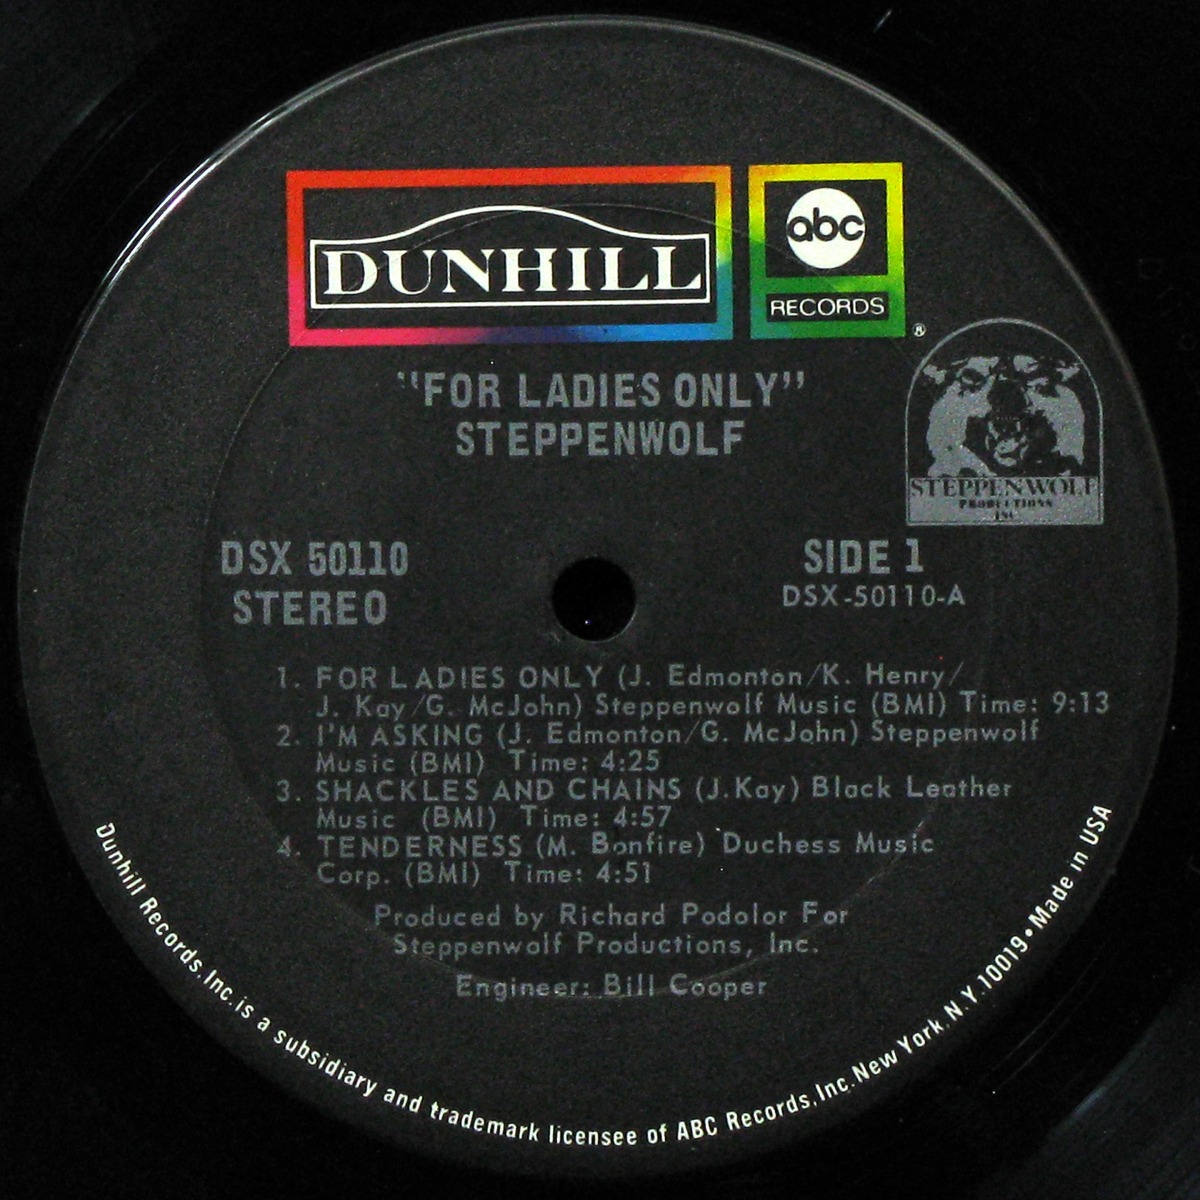 DUNHILL
abc
RECORDS
®
"FOR LADIES ONLY"
STEPPENWOLF
STEPPENWOLF
PRODUCTIONS
INC
DSX 50110
STEREO
SIDE 1
DSX-50110-A
1. FOR LADIES ONLY (J. Edmonton/K. Henry/
J. Kay/G. McJohn) Steppenwolf Music (BMI) Time: 9:13
2. I'M ASKING (J. Edmonton/G. McJohn) Steppenwolf
Music (BMI) Time: 4:25
3. SHACKLES AND CHAINS (J.Kay) Black Leather
Music (BMI) Time: 4:57
4. TENDERNESS (M. Bonfire) Duchess Music
Corp. (BMI) Time: 4:51
Produced by Richard Podolor For
Steppenwolf Productions, Inc.
Engineer: Bill Cooper
Dunhill Records, Inc. is a subsidiary and trademark licensee of ABC Records, Inc. New York, N.Y. 10019 • Made in USA